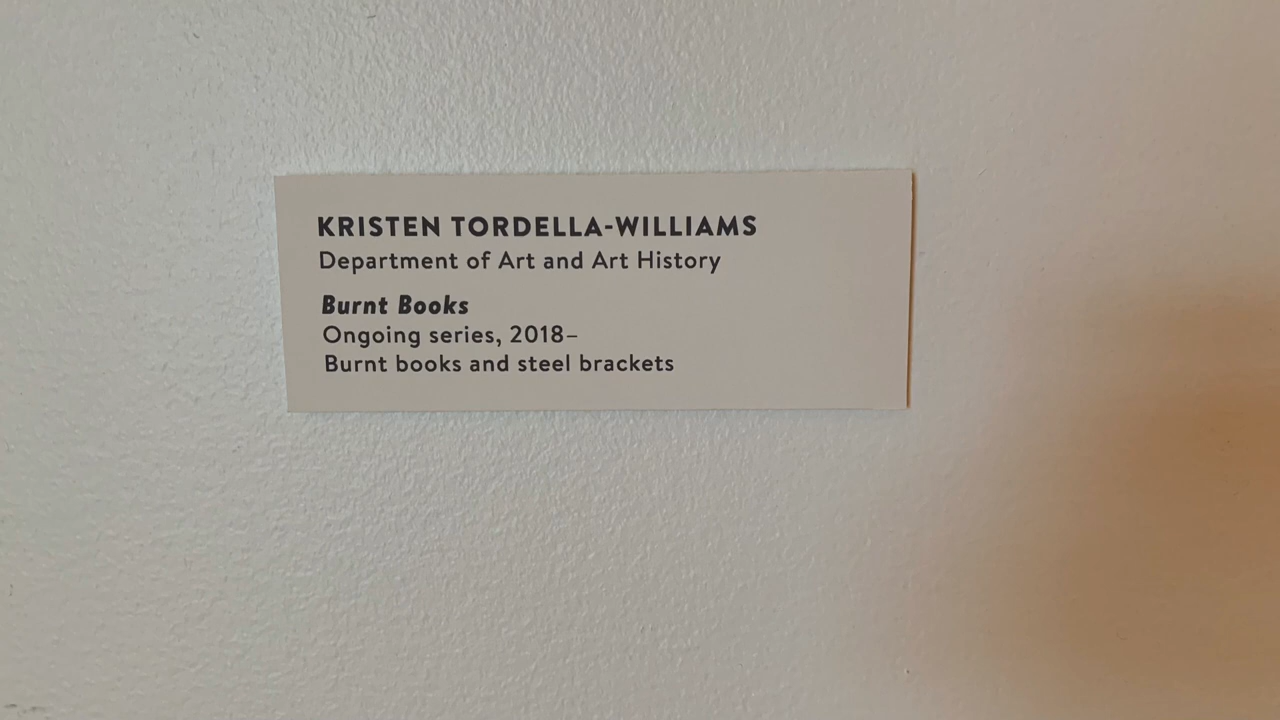 KRISTEN TORDELLA-WILLIAMS
Department of Art and Art History
Burnt Books
Ongoing series, 2018–
Burnt books and steel brackets